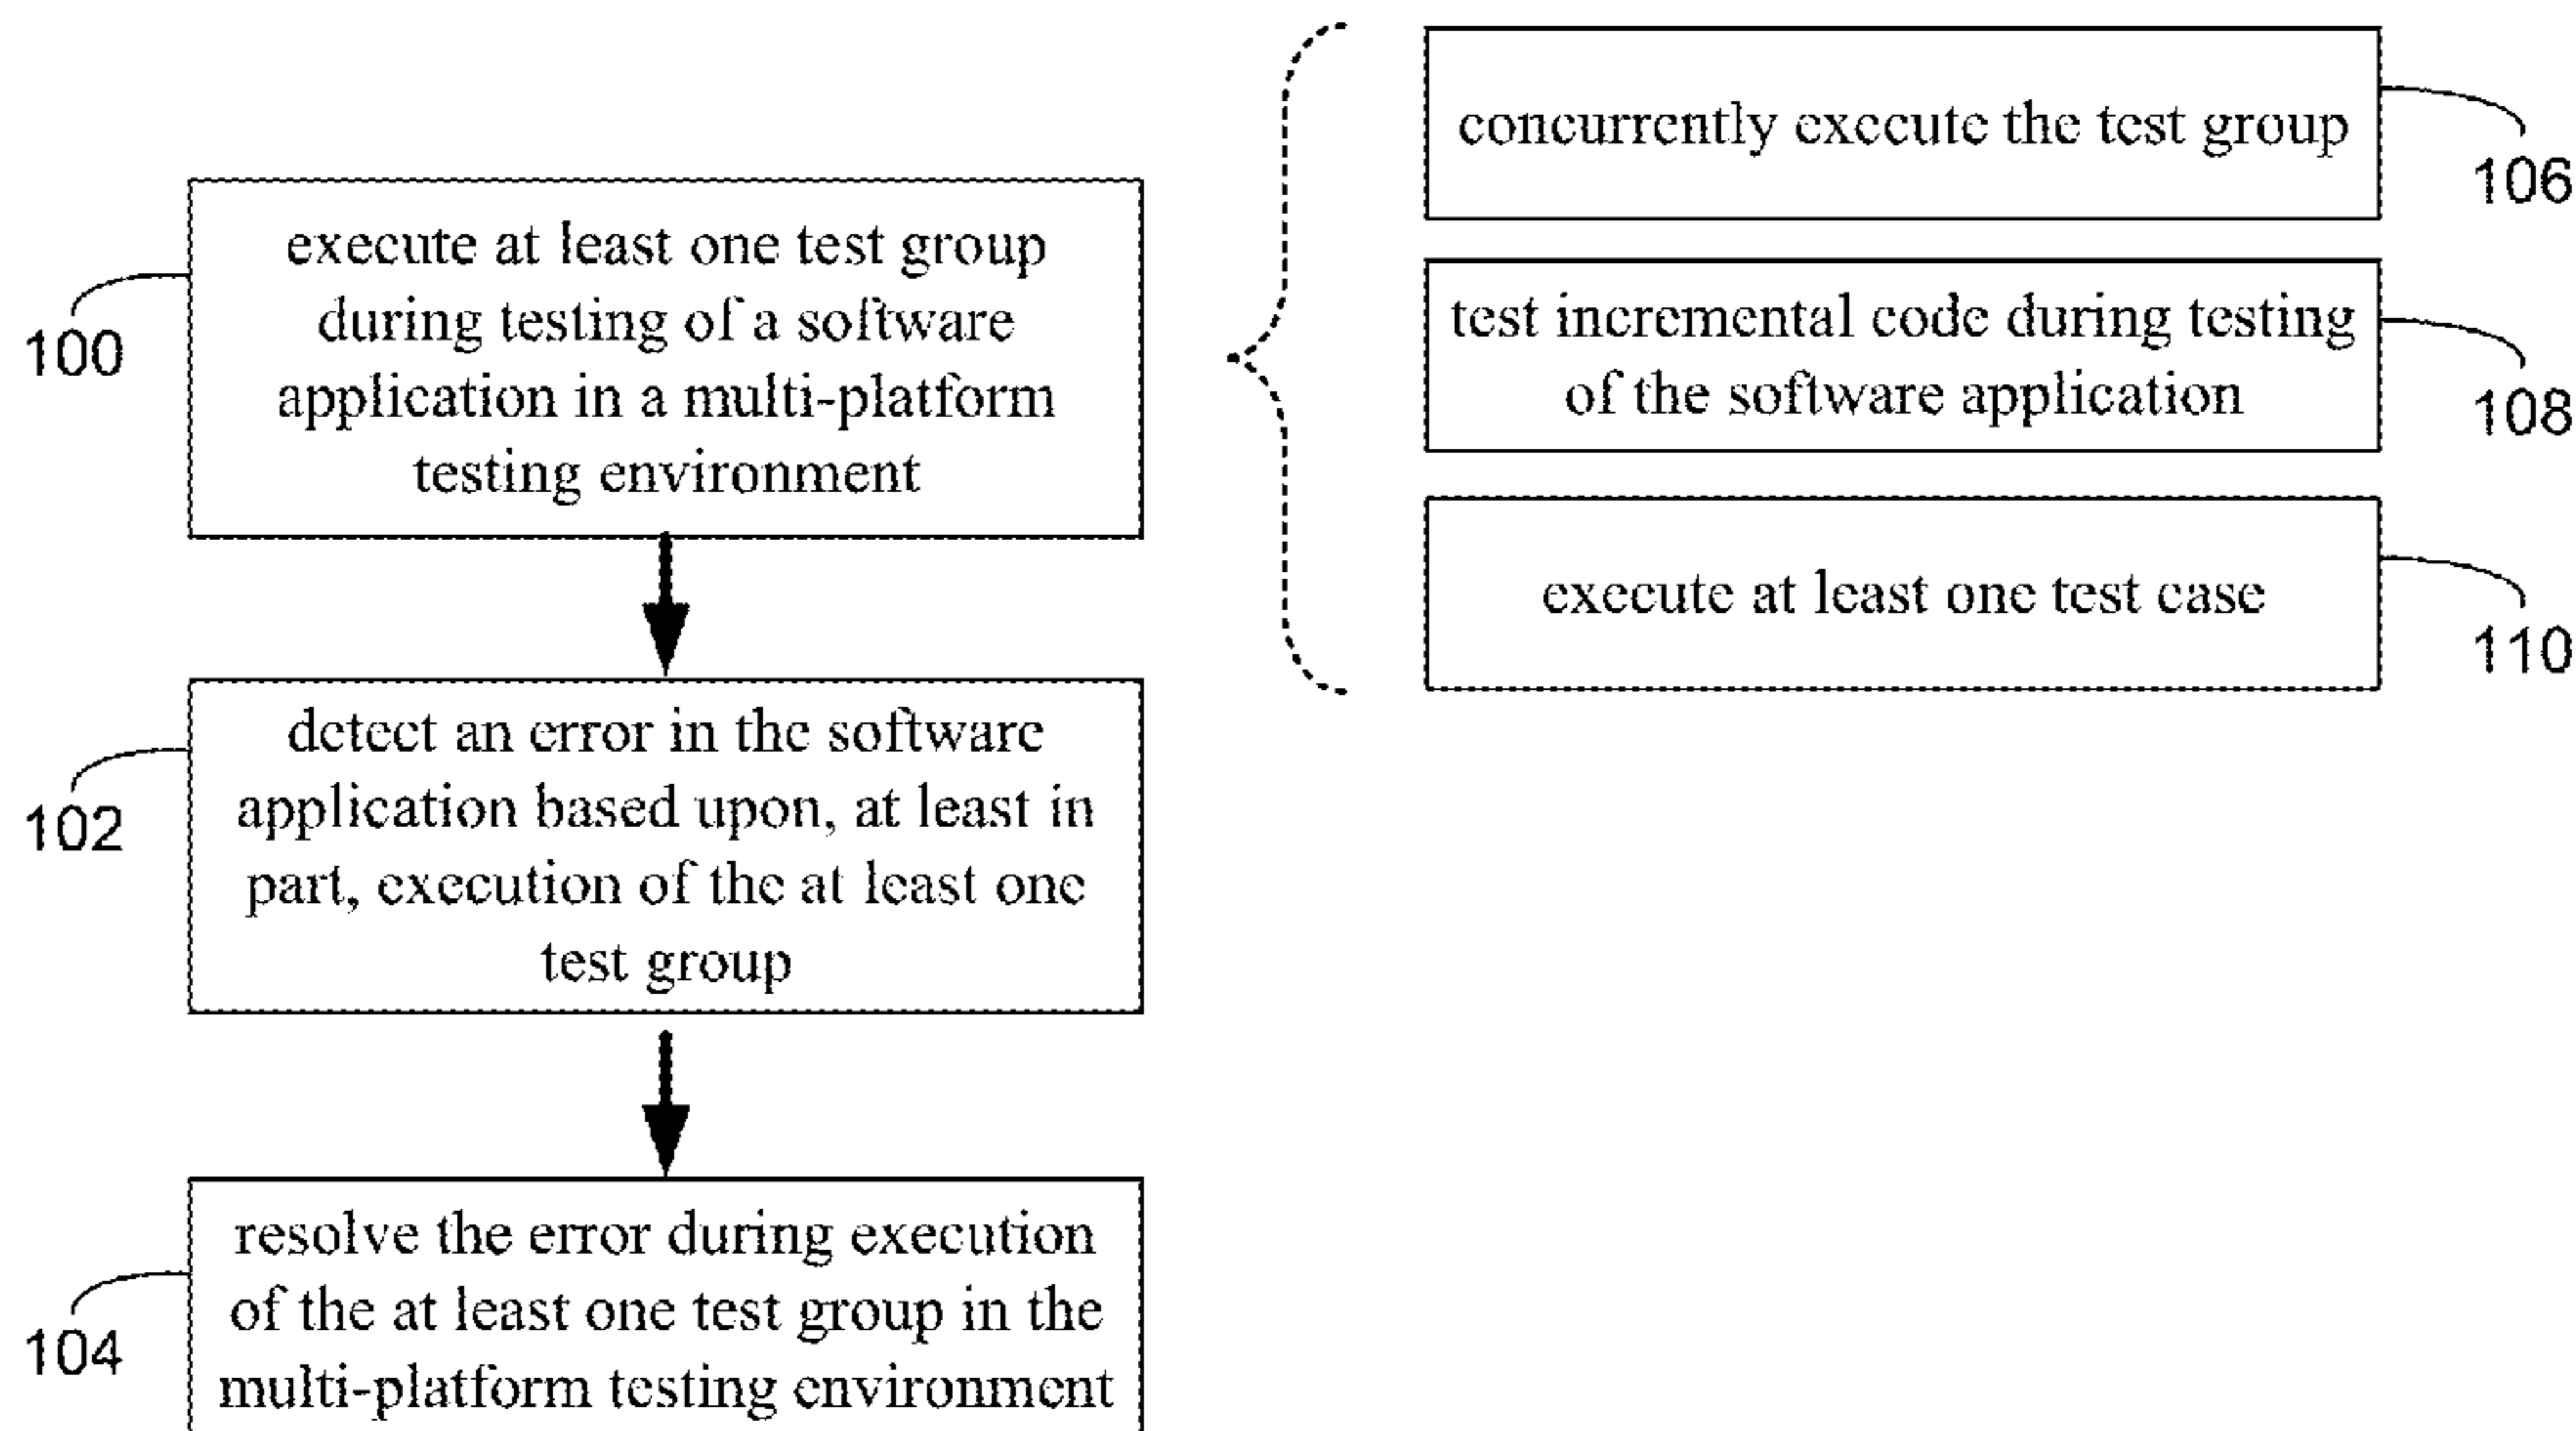 execute at least one test group
during testing of a software
application in a multi-platform
testing environment
100
detect an error in the software
application based upon, at least in
part, execution of the at least one
test group
102
resolve the error during execution
of the at least one test group in the
multi-platform testing environment
104
concurrently execute the test group
106
test incremental code during testing
of the software application
108
execute at least one test case
110